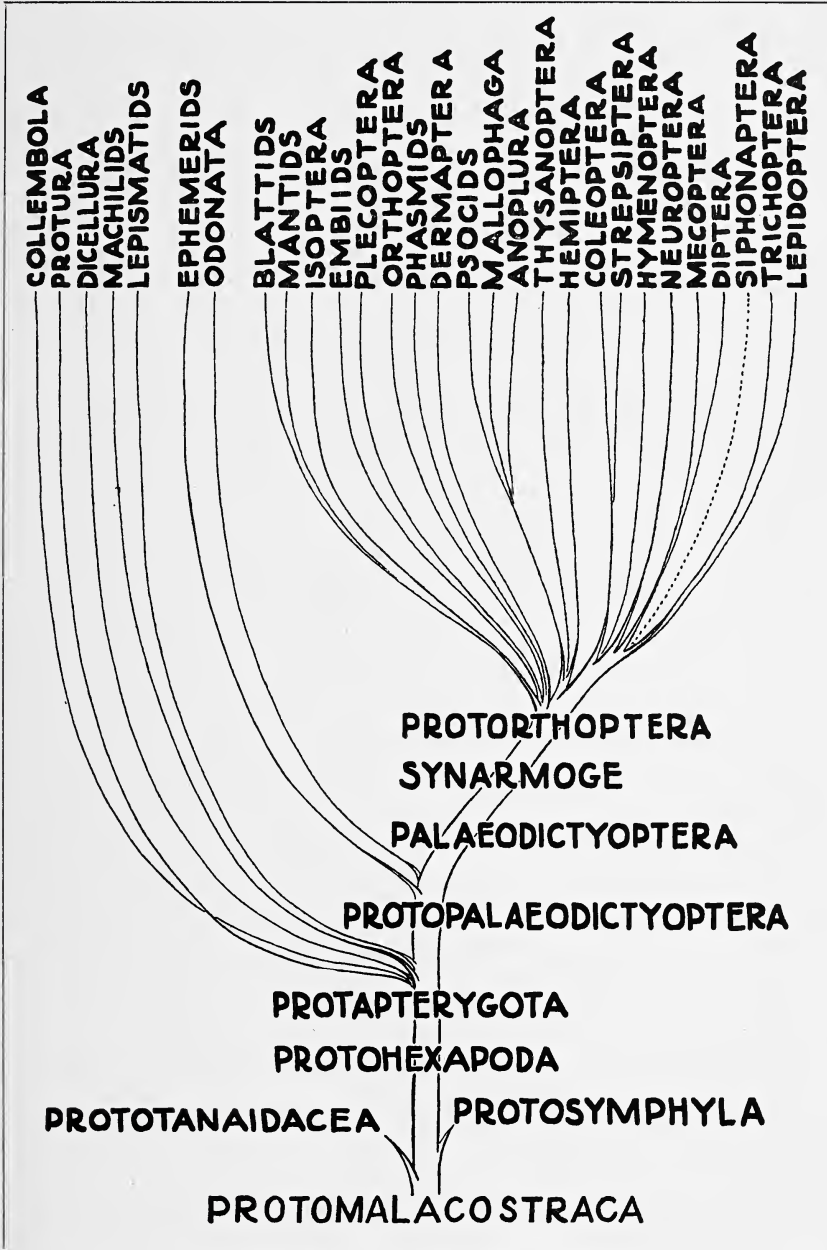 COLLEMBOLA
PROTURA
DICELLURA
MACHILIDS
LEPISMATIDS
EPHEMERIDS
ODONATA
BLATTIDS
MANTIDS
ISOPTERA
EMBIIDS
PLECOPTERA
ORTHOPTERA
PHASMIDS
DERMAPTERA
PSOCIDS
MALLOPHAGA
ANOPLURA
THYSANOPTERA
HEMIPTERA
COLEOPTERA
STREPSIPTERA
HYMENOPTERA
NEUROPTERA
MECOPTERA
DIPTERA
SIPHONAPTERA
TRICHOPTERA
LEPIDOPTERA
PROTORTHOPTERA
SYNARMOGE
PALAEODICTYOPTERA
PROTOPALAEODICTYOPTERA
PROTAPTERYGOTA
PROTOHEXAPODA
PROTOTANAIDACEA
PROTOSYMPHYLA
PROTOMALACOSTRACA